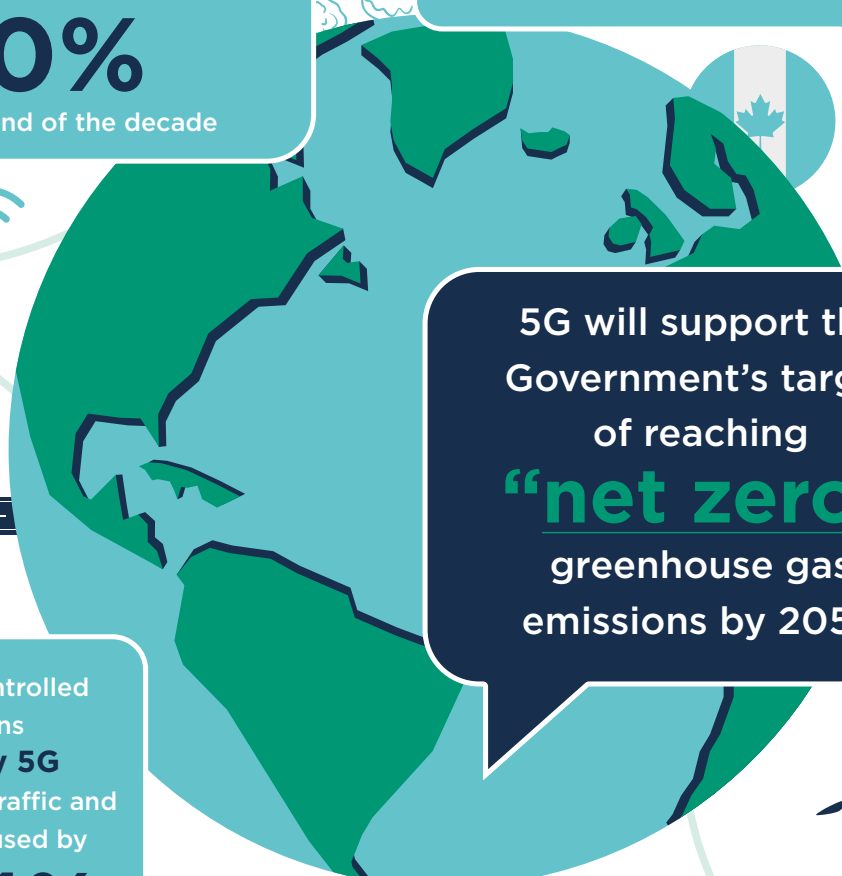 0%
nd of the decade
5G will support th
Government’s targ
of reaching
“net zero
greenhouse gas
emissions by 205
ntrolled
ns
y 5G
raffic and
used by